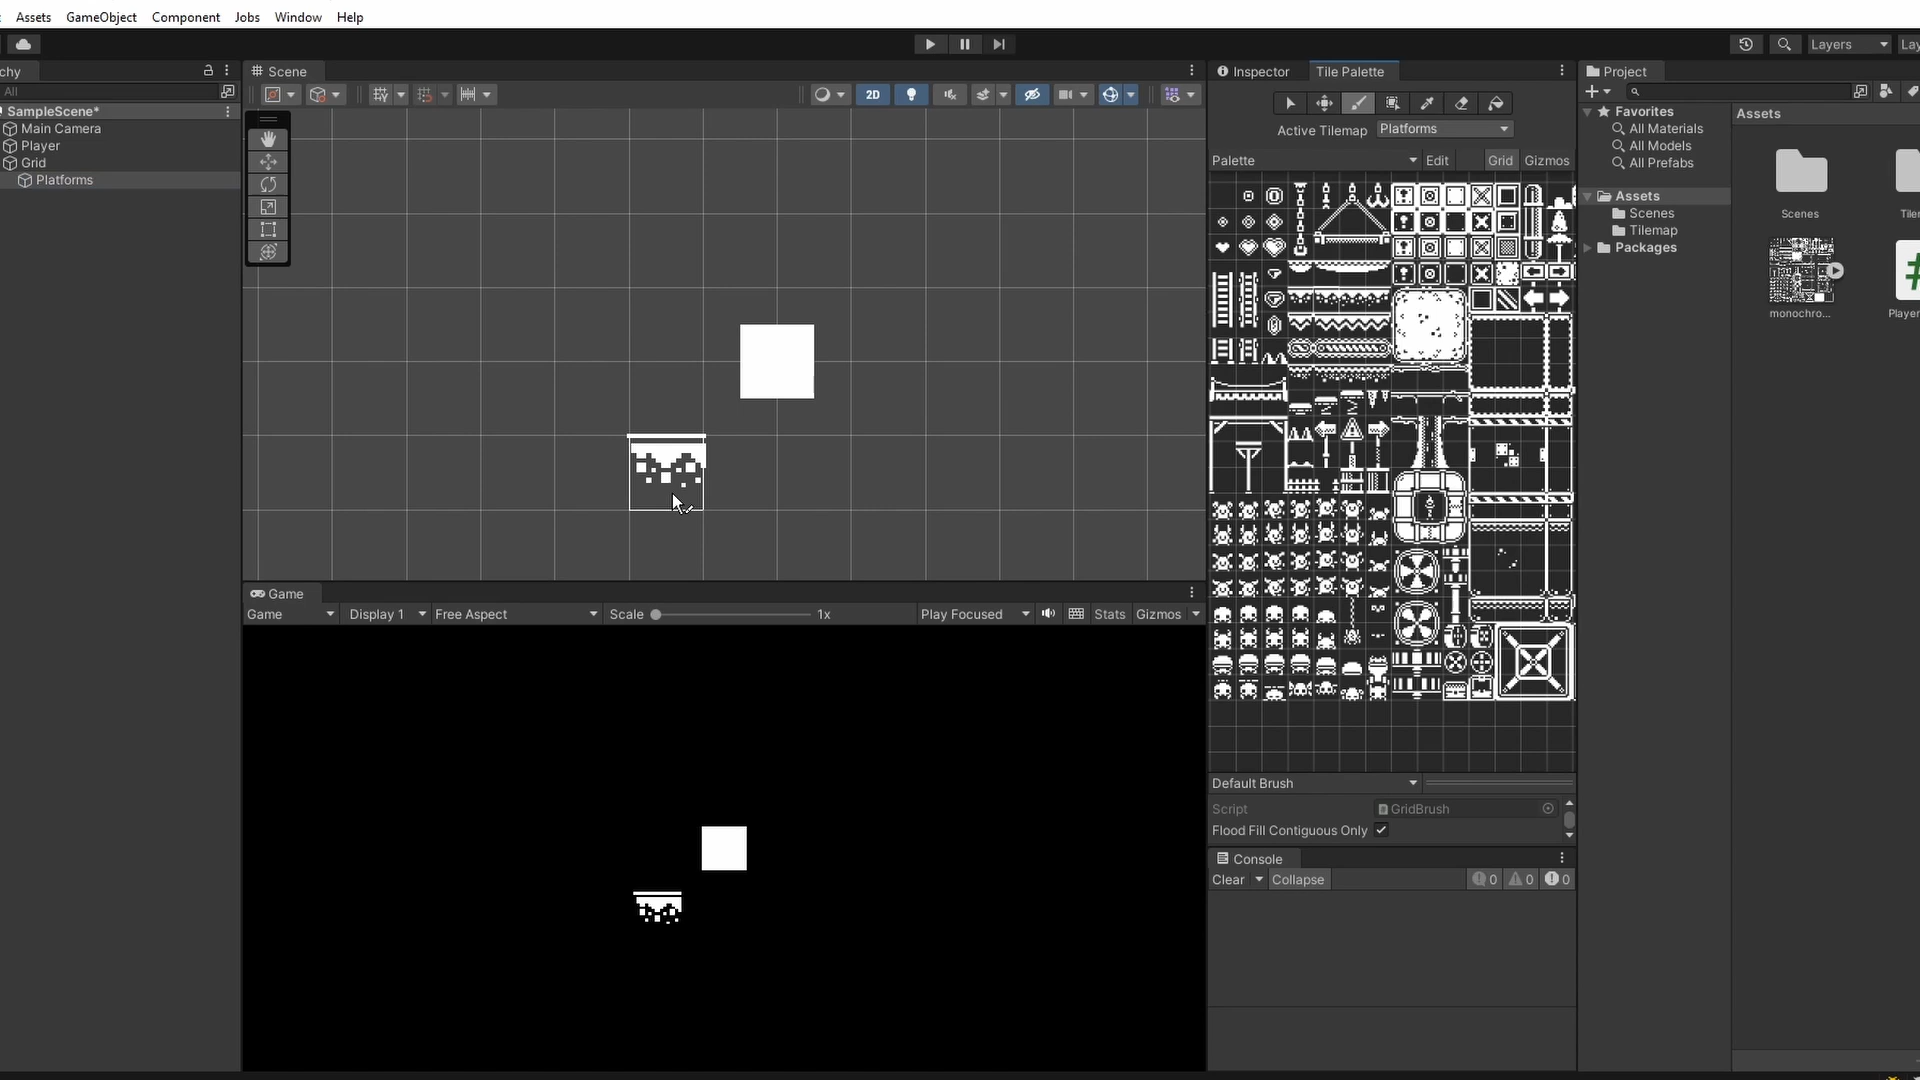 Assets GameObject Component Jobs Window Help
Layers Lay
chy
Scene
Inspector
Tile Palette
Project
All
2D
SampleScene*
Main Camera
Player
Grid
Platforms
Active Tilemap Platforms
Palette Edit Grid Gizmos
Favorites
All Materials
All Models
All Prefabs
Assets
Scenes
Tilemap
Packages
Assets
Scenes
Tiler
monochro...
Player
Game
Game Display 1 Free Aspect Scale 1x Play Focused Stats Gizmos
Default Brush
Script GridBrush
Flood Fill Contiguous Only
Console
Clear Collapse 0 0 0